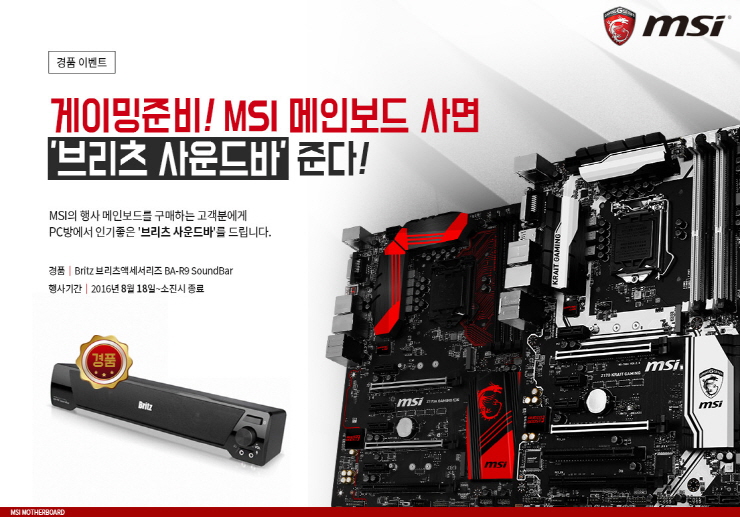 msi
경품 이벤트
게이밍준비! MSI 메인보드 사면
'브리츠 사운드바' 준다!
MSI의 행사 메인보드를 구매하는 고객분에게
PC방에서 인기좋은 '브리츠 사운드바'를 드립니다.
경품 | Britz 브리츠액세서리즈 BA-R9 SoundBar
행사기간 | 2016년 8월 18일~소진시 종료
경품
Britz
KRAIT GAMING
msi
Z170X KRAIT GAMING
msi
msi
msi
MSI MOTHERBOARD